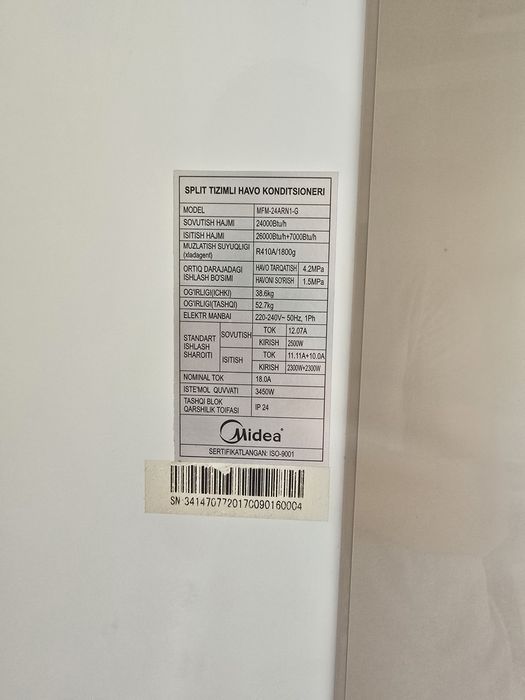 SPLIT TIZIMLI HAVO KONDITSIONERI
MODEL MFM-24ARN1-G
SOVUTISH HAJMI 24000Btu/h
ISITISH HAJMI 26000Btu/h+7000Btu/h
MUZLATISH SUYUQLIGI
(xladagent) R410A/1800g
ORTIQ DARAJADAGI
ISHLASH BO'SIMI
HAVO TARQATISH 4.2MPa
HAVONI SO'RISH 1.5MPa
OG'IRLIGI(ICHKI) 38.6kg
OG'IRLIGI(TASHQI) 52.7kg
ELEKTR MANBAI 220-240V~ 50Hz, 1Ph
STANDART
ISHLASH
SHAROITI
SOVUTISH TOK 12.07A
KIRISH 2500W
ISITISH TOK 11.11A+10.0A
KIRISH 2300W+2300W
NOMINAL TOK 18.0A
ISTE'MOL QUVVATI 3450W
TASHQI BLOK
QARSHILIK TOIFASI IP 24
Midea
SERTIFIKATLANGAN: ISO-9001
SN 3414707720170090160004